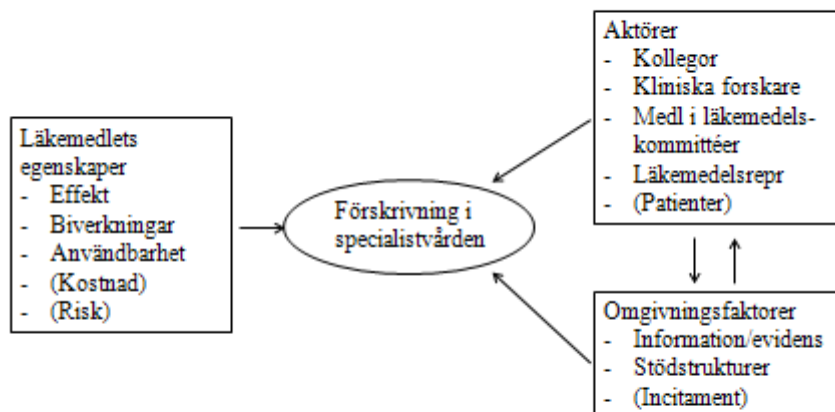 Läkemedlets
egenskaper
- Effekt
- Biverkningar
- Användbarhet
- (Kostnad)
- (Risk)
Förskrivning i
specialistvården
Aktörer
- Kollegor
- Kliniska forskare
- Medl i läkemedels-
kommittéer
- Läkemedelsrepr
- (Patienter)
Omgivningsfaktorer
- Information/evidens
- Stödstrukturer
- (Incitament)